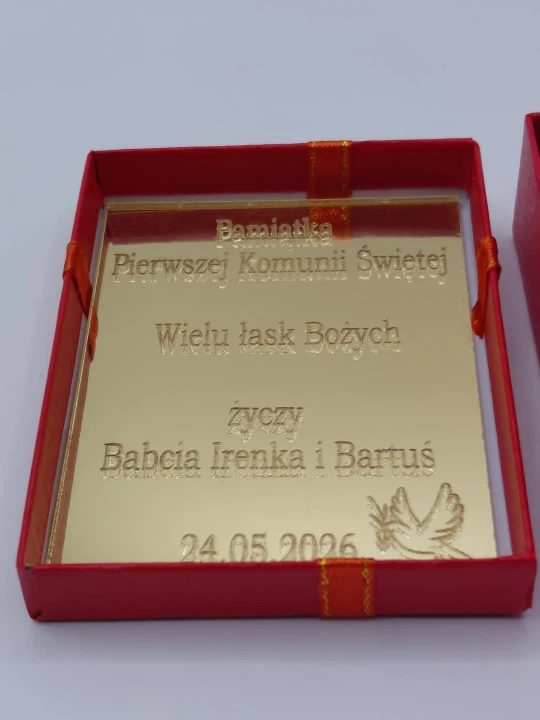 Pamiątka
Pierwszej Komunii Świętej
Wielu łask Bożych
życzy
Babcia Irenka i Bartuś
24.05.2026